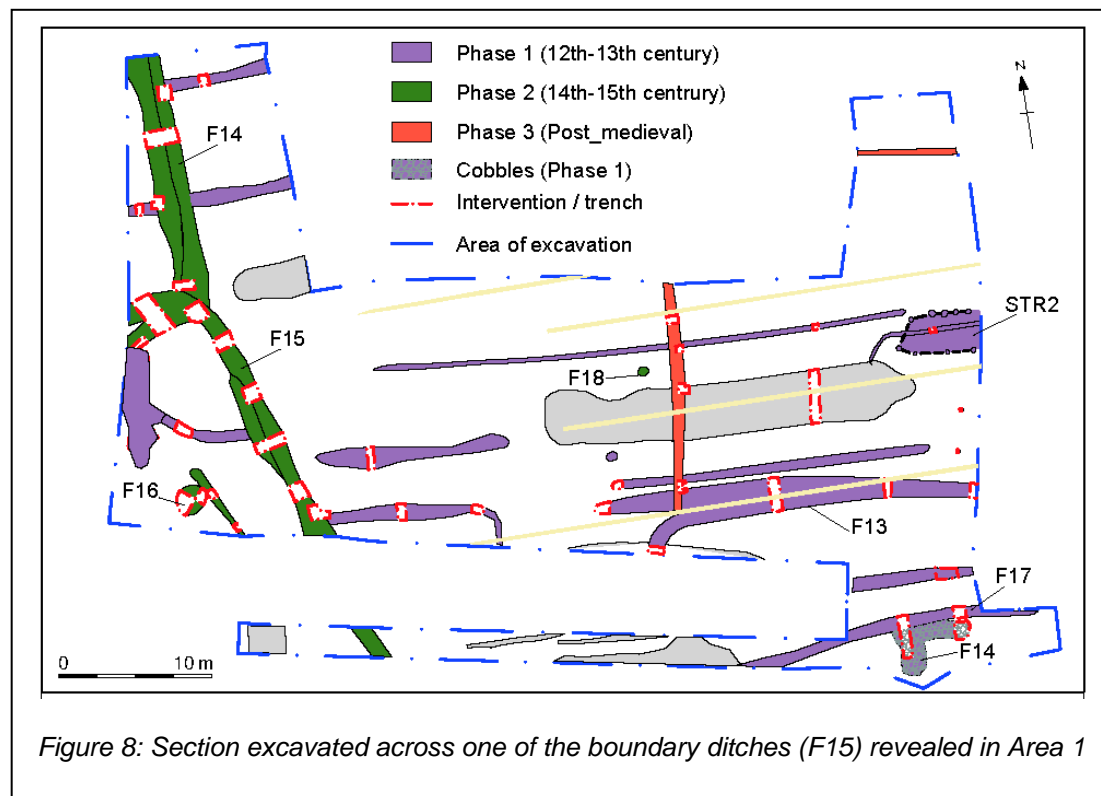 Phase 1 (12th-13th century)
Phase 2 (14th-15th centrury)
Phase 3 (Post_medieval)
Cobbles (Phase 1)
Intervention / trench
Area of excavation
N
F14
STR2
F15
F18
F16
F13
F17
F14
0 10 m
Figure 8: Section excavated across one of the boundary ditches (F15) revealed in Area 1